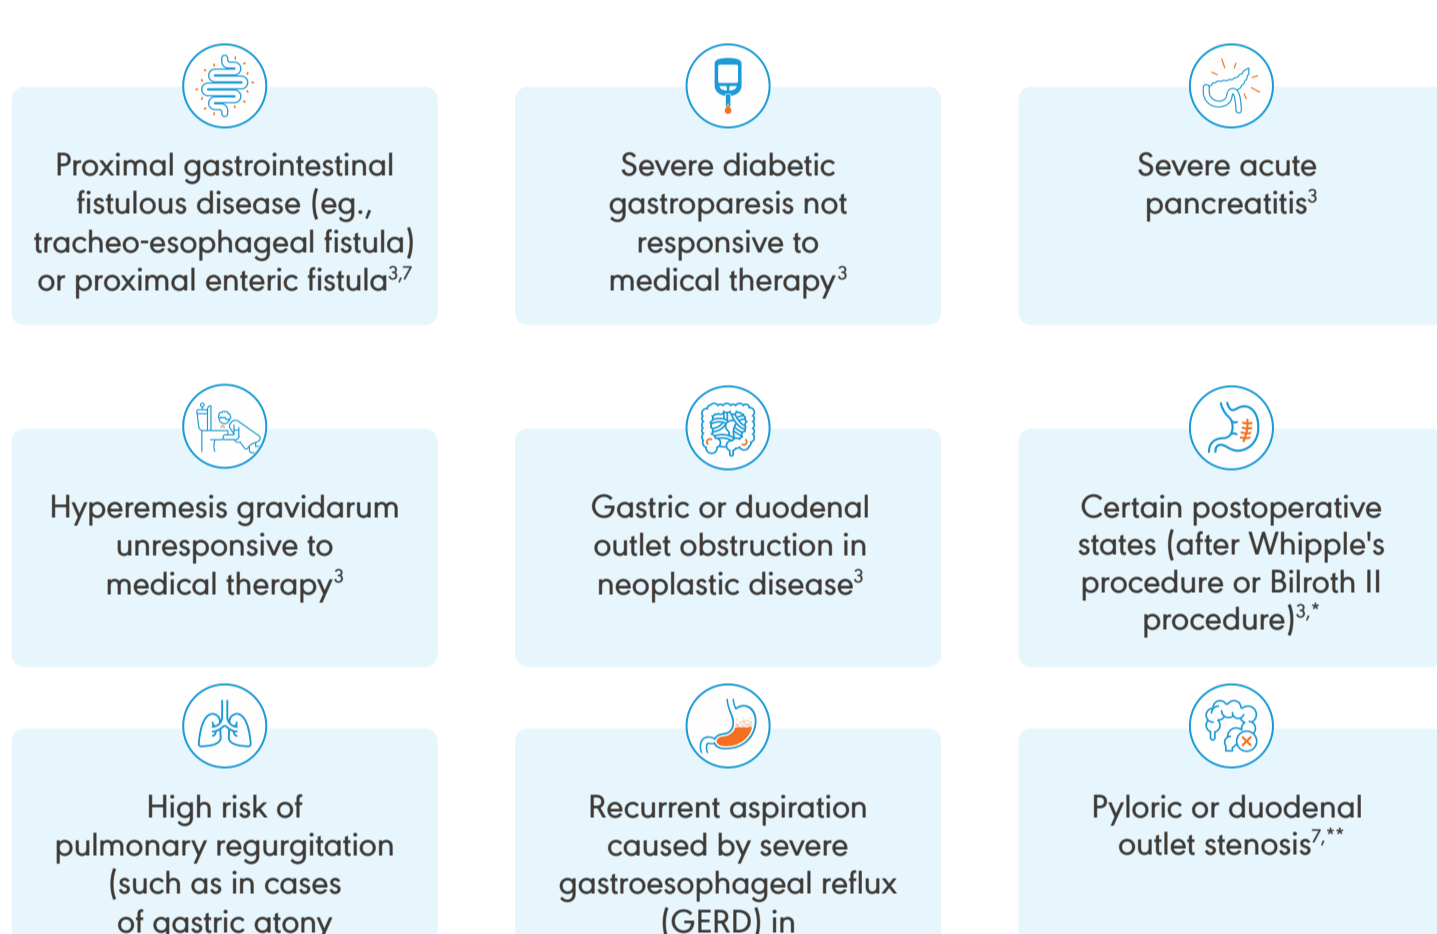 Proximal gastrointestinal
fistulous disease (eg.,
tracheo-esophageal fistula)
or proximal enteric fistula3,7
Severe diabetic
gastroparesis not
responsive to
medical therapy3
Severe acute
pancreatitis3
Hyperemesis gravidarum
unresponsive to
medical therapy3
Gastric or duodenal
outlet obstruction in
neoplastic disease3
Certain postoperative
states (after Whipple's
procedure or Bilroth II
procedure)3,*
High risk of
pulmonary regurgitation
(such as in cases
of gastric atony
Recurrent aspiration
caused by severe
gastroesophageal reflux
(GERD) in
Pyloric or duodenal
outlet stenosis7,**